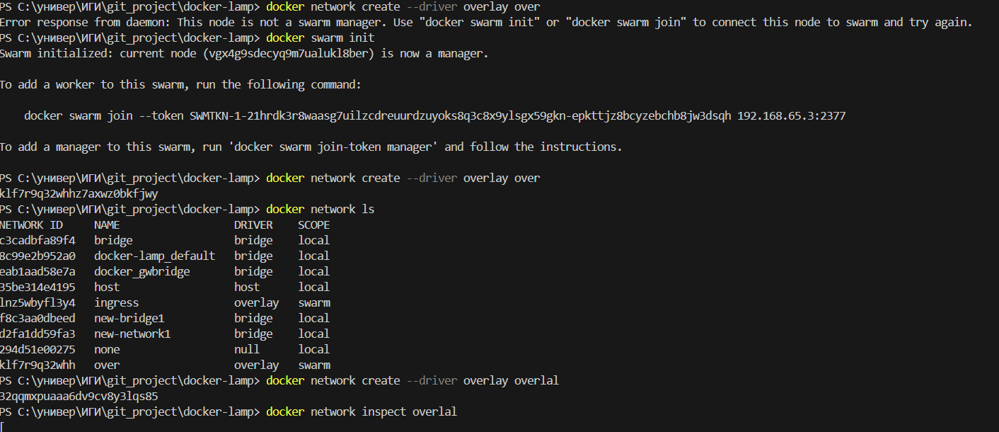 PS C:\универ\ИГИ\git_project\docker-lamp> docker network create --driver overlay over
Error response from daemon: This node is not a swarm manager. Use "docker swarm init" or "docker swarm join" to connect this node to swarm and try again.
PS C:\универ\ИГИ\git_project\docker-lamp> docker swarm init
Swarm initialized: current node (vgx4g9sdecyq9m7ualukl8ber) is now a manager.
To add a worker to this swarm, run the following command:
docker swarm join --token SWMTKN-1-21hrdk3r8waasg7uilzcdreuurdzuyoks8q3c8x9ylsgx59gkn-epkttjz8bcyzebchb8jw3dsqh 192.168.65.3:2377
To add a manager to this swarm, run 'docker swarm join-token manager' and follow the instructions.
PS C:\универ\ИГИ\git_project\docker-lamp> docker network create --driver overlay over
klf7r9q32whhz7axwz0bkfjwy
PS C:\универ\ИГИ\git_project\docker-lamp> docker network ls
NETWORK ID NAME DRIVER SCOPE
c3cadbfa89f4 bridge bridge local
8c99e2b952a0 docker-lamp_default bridge local
eab1aad58e7a docker_gwbridge bridge local
35be314e4195 host host local
lnz5wbyfl3y4 ingress overlay swarm
f8c3aa0dbeed new-bridge1 bridge local
d2fa1dd59fa3 new-network1 bridge local
294d51e00275 none null local
klf7r9q32whh over overlay swarm
PS C:\универ\ИГИ\git_project\docker-lamp> docker network create --driver overlay overlal
32qqmxpuaaa6dv9cv8y3lqs85
PS C:\универ\ИГИ\git_project\docker-lamp> docker network inspect overlal
[